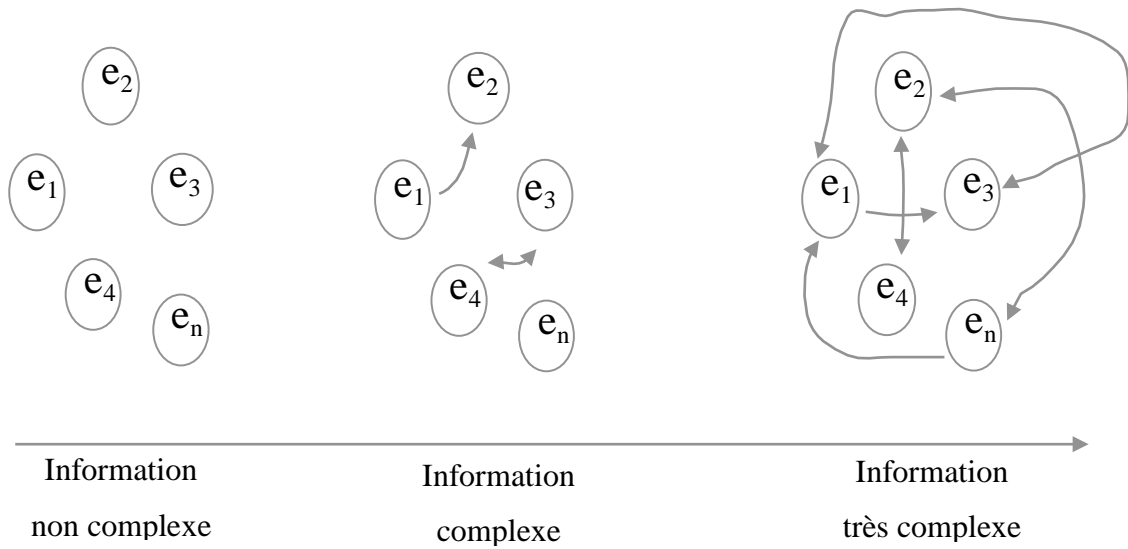 e₂
e₁
e₃
e₄
eₙ
e₂
e₁
e₃
e₄
eₙ
e₂
e₁
e₃
e₄
eₙ
Information
non complexe
Information
complexe
Information
très complexe